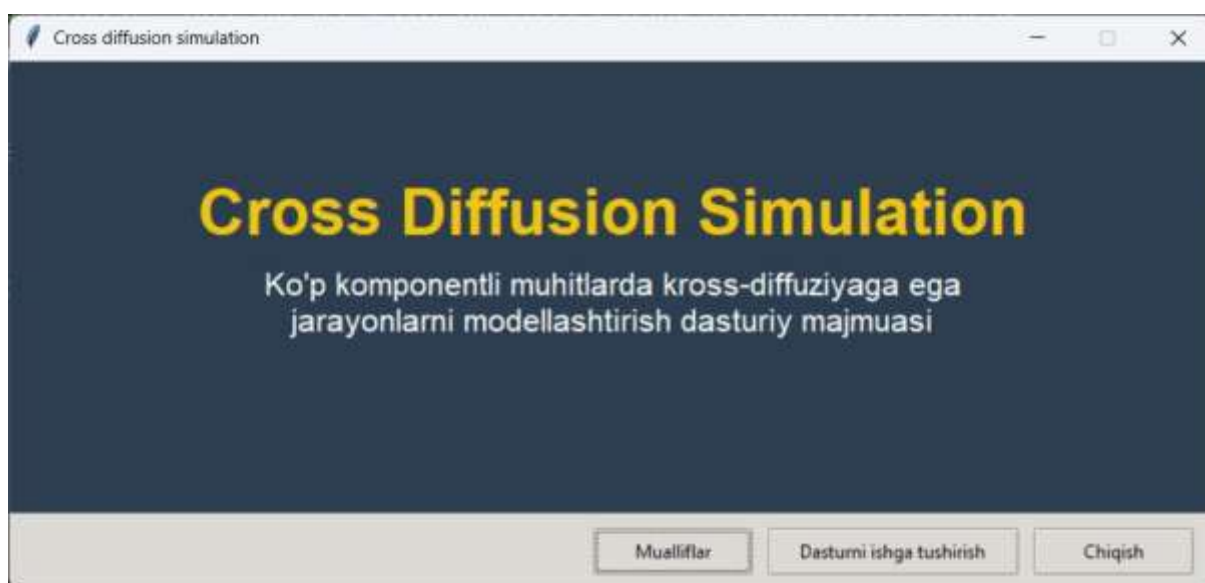 Cross diffusion simulation
Cross Diffusion Simulation
Ko'p komponentli muhitlarda kross-diffuziyaga ega
jarayonlarni modellashtirish dasturiy majmuasi
Mualliflar
Dasturni ishga tushirish
Chiqish